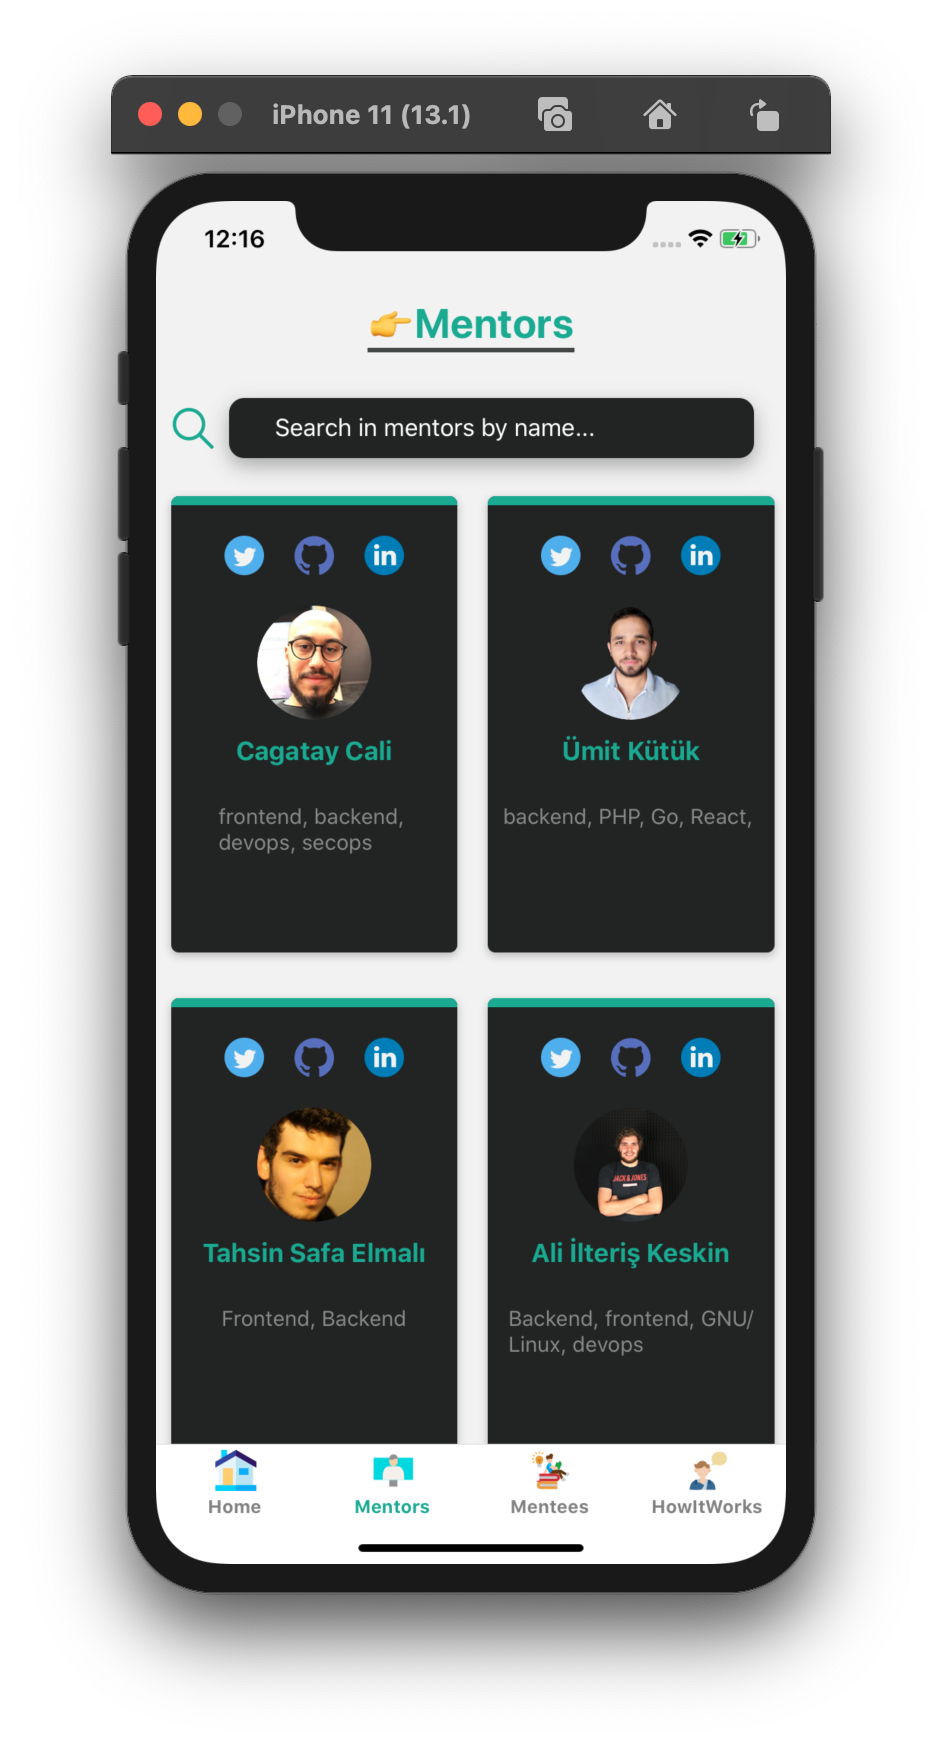 iPhone 11 (13.1)
12:16
👉Mentors
Search in mentors by name...
in
in
Cagatay Cali
Ümit Kütük
frontend, backend,
devops, secops
backend, PHP, Go, React,
in
in
JACK & JONES
Tahsin Safa Elmalı
Ali İlteriş Keskin
Frontend, Backend
Backend, frontend, GNU/
Linux, devops
Home
Mentors
Mentees
HowItWorks